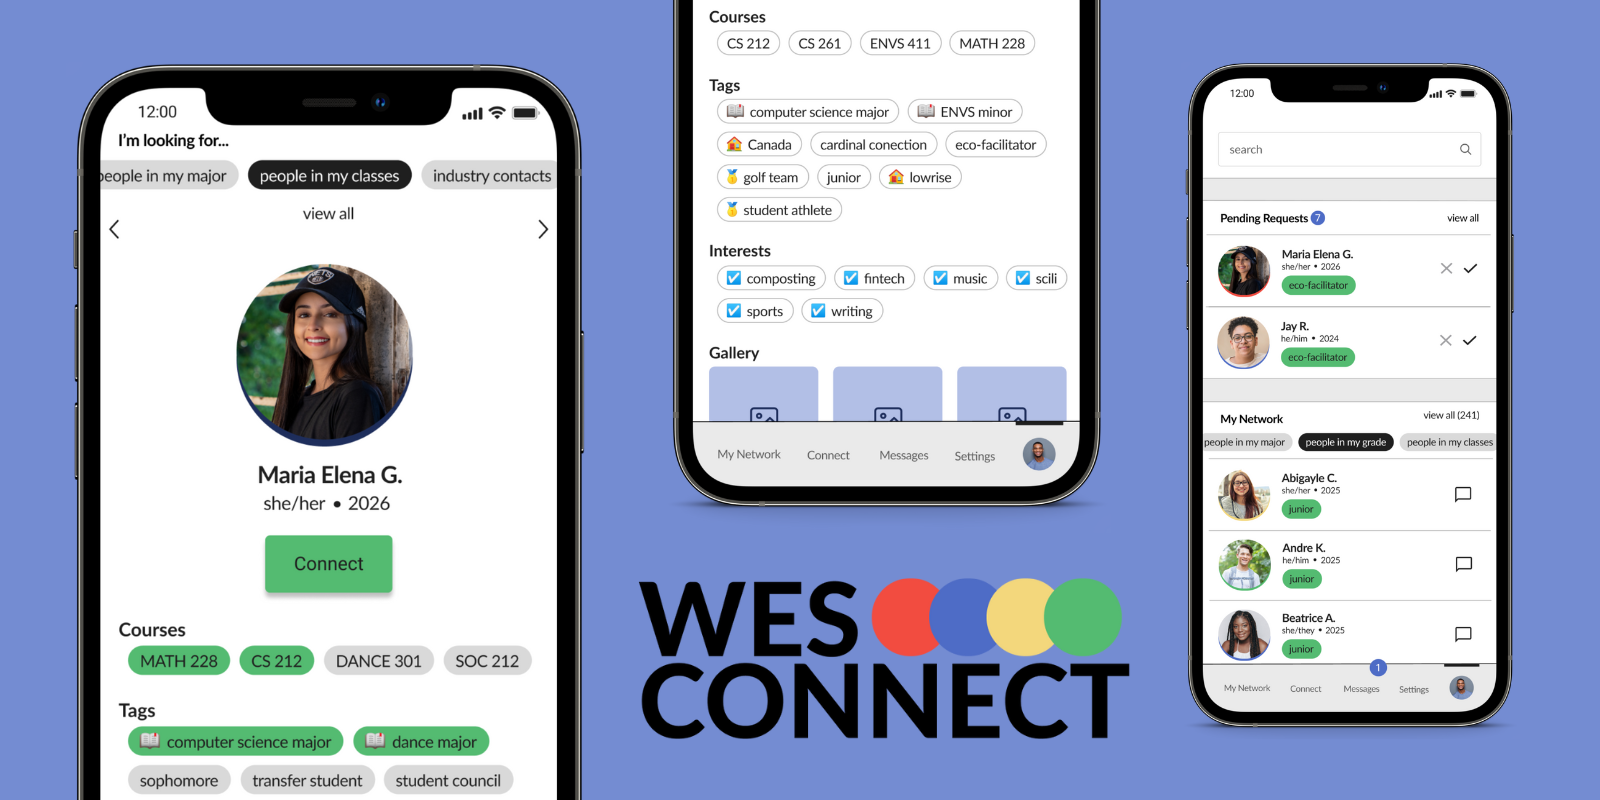 12:00
I'm looking for...
people in my major people in my classes industry contacts
view all
NETS
Maria Elena G.
she/her • 2026
Connect
Courses
MATH 228 CS 212 DANCE 301 SOC 212
Tags
computer science major dance major
sophomore transfer student student council
Courses
CS 212 CS 261 ENVS 411 MATH 228
Tags
computer science major ENVS minor
Canada cardinal conection eco-facilitator
golf team junior lowrise
student athlete
Interests
composting fintech music scili
sports writing
Gallery
My Network Connect Messages Settings
WES
CONNECT
12:00
search
Pending Requests 7 view all
Maria Elena G.
she/her • 2026
eco-facilitator
Jay R.
he/him • 2024
eco-facilitator
My Network view all (241)
people in my major people in my grade people in my classes
Abigayle C.
she/her • 2025
junior
Andre K.
he/him • 2025
junior
Beatrice A.
she/they • 2025
junior
1
My Network Connect Messages Settings